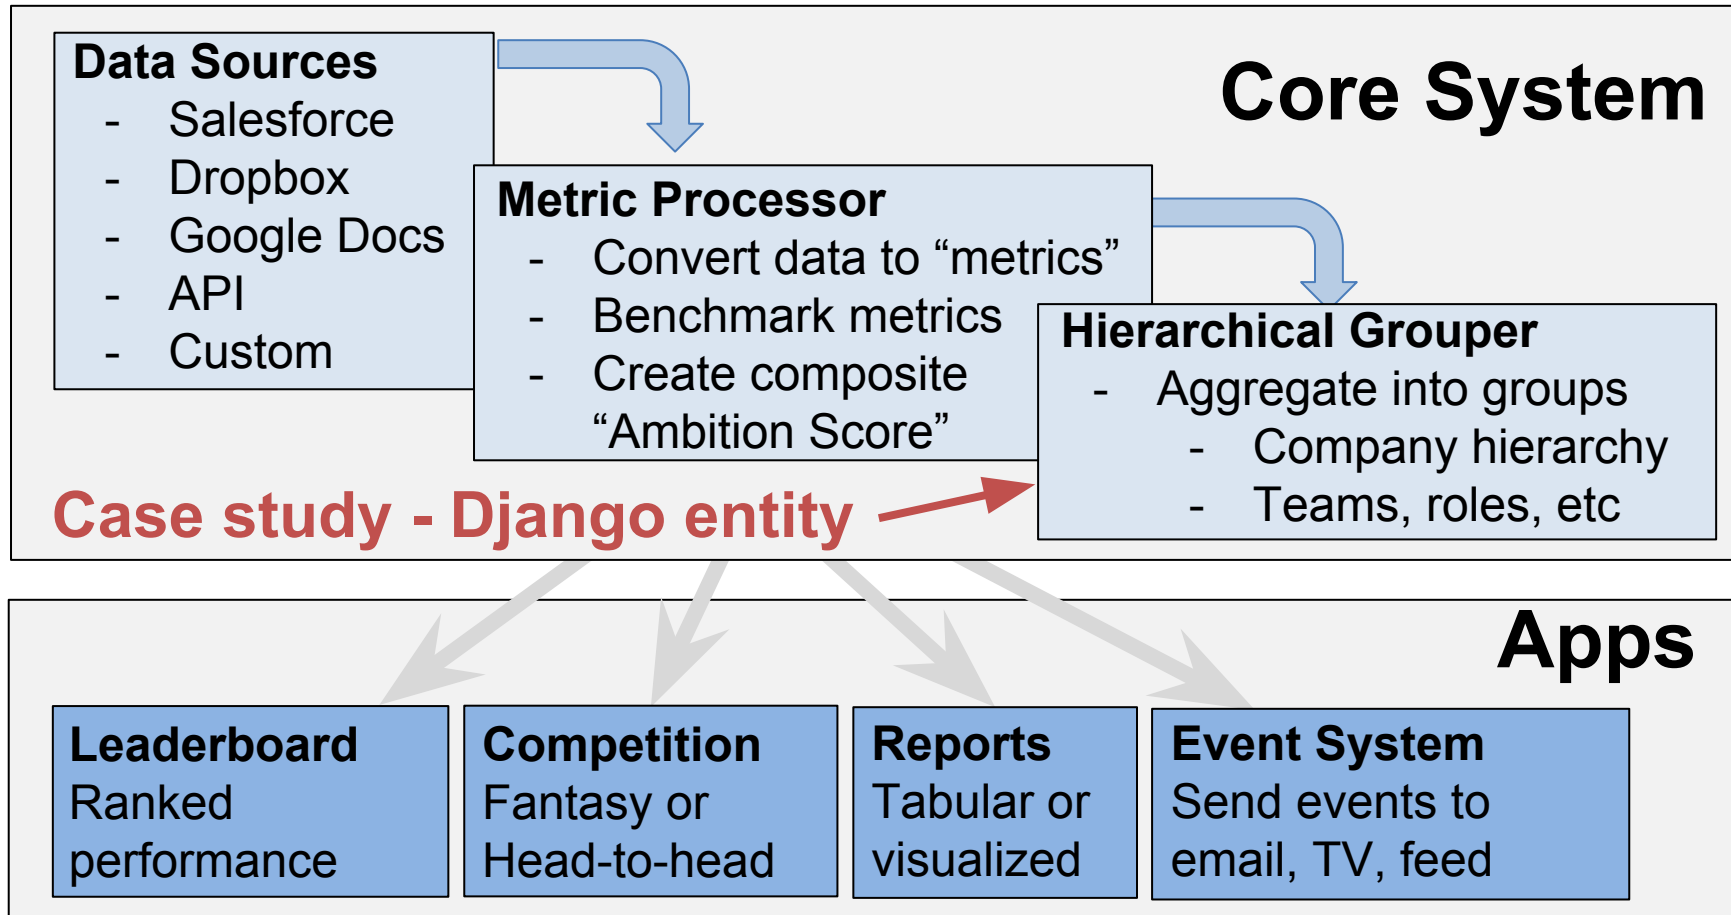 Core System
Data Sources
- Salesforce
- Dropbox
- Google Docs
- API
- Custom
Metric Processor
- Convert data to “metrics”
- Benchmark metrics
- Create composite
“Ambition Score”
Hierarchical Grouper
- Aggregate into groups
- Company hierarchy
- Teams, roles, etc
Case study - Django entity
Apps
Leaderboard
Ranked
performance
Competition
Fantasy or
Head-to-head
Reports
Tabular or
visualized
Event System
Send events to
email, TV, feed